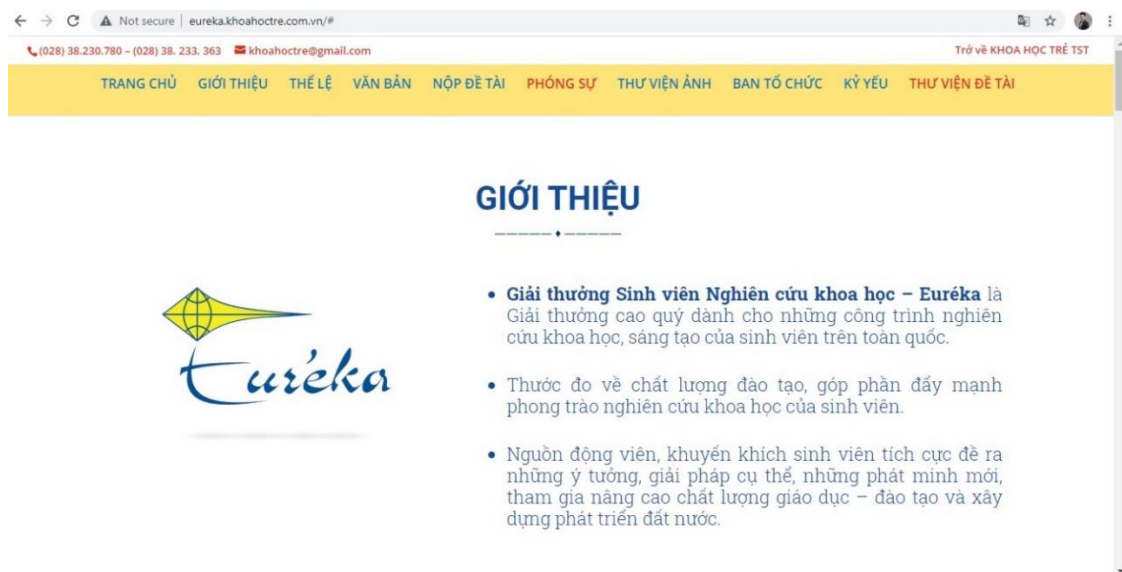 Not secure | eureka.khoahoctre.com.vn/#
(028) 38.230.780 – (028) 38. 233. 363 khoahoctre@gmail.com Trở về KHOA HỌC TRẺ TST
TRANG CHỦ GIỚI THIỆU THỂ LỆ VĂN BẢN NỘP ĐỀ TÀI PHÓNG SỰ THƯ VIỆN ẢNH BAN TỔ CHỨC KỶ YẾU THƯ VIỆN ĐỀ TÀI
GIỚI THIỆU
Euréka
• Giải thưởng Sinh viên Nghiên cứu khoa học – Euréka là
Giải thưởng cao quý dành cho những công trình nghiên
cứu khoa học, sáng tạo của sinh viên trên toàn quốc.
• Thước đo về chất lượng đào tạo, góp phần đẩy mạnh
phong trào nghiên cứu khoa học của sinh viên.
• Nguồn động viên, khuyến khích sinh viên tích cực đề ra
những ý tưởng, giải pháp cụ thể, những phát minh mới,
tham gia nâng cao chất lượng giáo dục – đào tạo và xây
dựng phát triển đất nước.